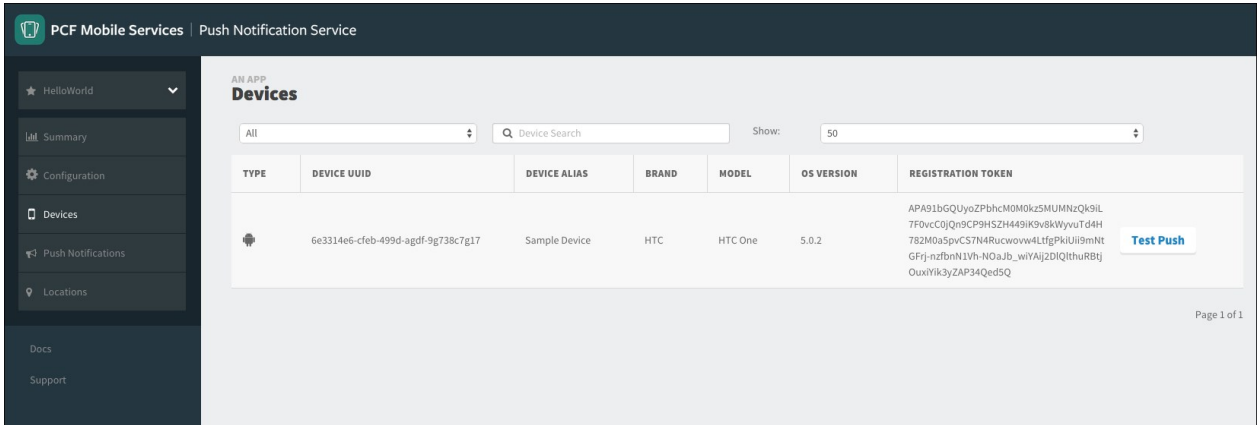 PCF Mobile Services | Push Notification Service
HelloWorld
Summary
Configuration
Devices
Push Notifications
Locations
Docs
Support
AN APP
Devices
All
Device Search
Show:
50
TYPE DEVICE UUID DEVICE ALIAS BRAND MODEL OS VERSION REGISTRATION TOKEN
6e3314e6-cfeb-499d-agdf-9g738c7g17 Sample Device HTC HTC One 5.0.2
APA91bGQUyoZPbhcM0M0kz5MUMNzQk9iL
7F0vcC0jQn9CP9HSZH449iK9v8kWyvuTd4H
782M0a5pvCS7N4Rucwovw4LtfgPkiUii9mNt
GFrj-nzfbnN1Vh-NOaJb_wiYAij2DlQlthuRBtj
OuxiYik3yZAP34Qed5Q
Test Push
Page 1 of 1